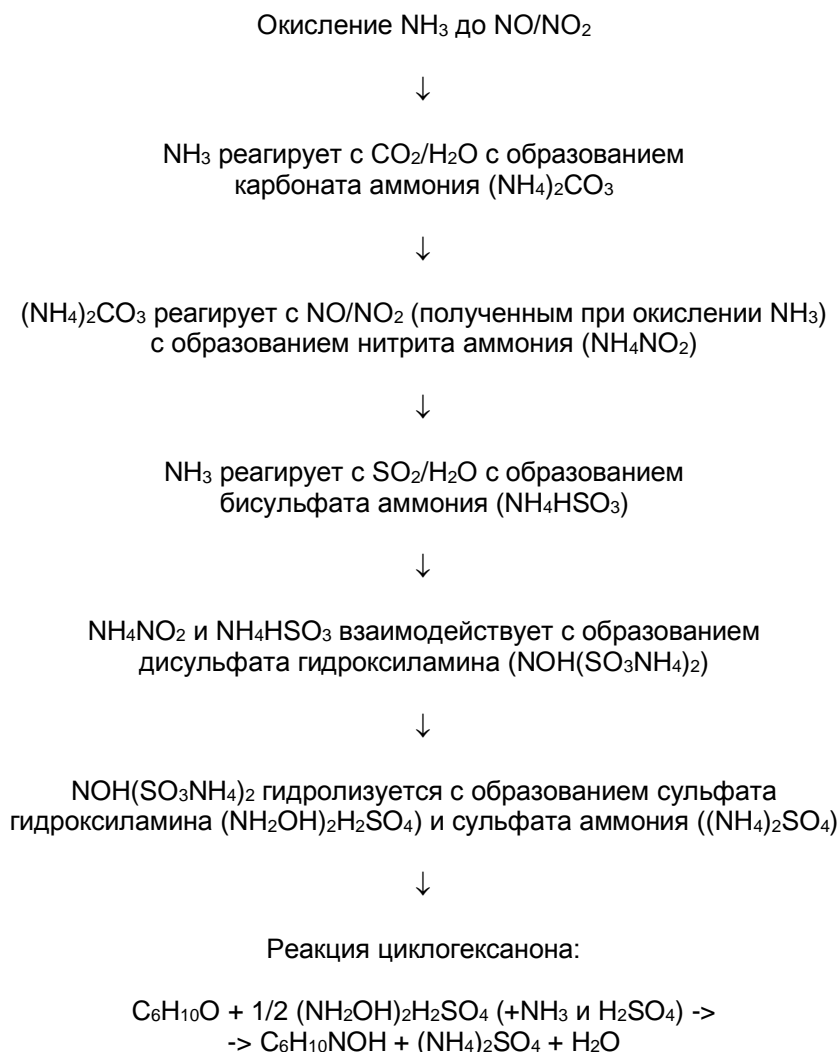 Окисление NH₃ до NO/NO₂
↓
NH₃ реагирует с CO₂/H₂O с образованием
карбоната аммония (NH₄)₂CO₃
↓
(NH₄)₂CO₃ реагирует с NO/NO₂ (полученным при окислении NH₃)
с образованием нитрита аммония (NH₄NO₂)
↓
NH₃ реагирует с SO₂/H₂O с образованием
бисульфата аммония (NH₄HSO₃)
↓
NH₄NO₂ и NH₄HSO₃ взаимодействует с образованием
дисульфата гидроксиламина (NOH(SO₃NH₄)₂)
↓
NOH(SO₃NH₄)₂ гидролизуется с образованием сульфата
гидроксиламина (NH₂OH)₂H₂SO₄) и сульфата аммония ((NH₄)₂SO₄)
↓
Реакция циклогексанона:
C₆H₁₀O + 1/2 (NH₂OH)₂H₂SO₄ (+NH₃ и H₂SO₄) ->
-> C₆H₁₀NOH + (NH₄)₂SO₄ + H₂O